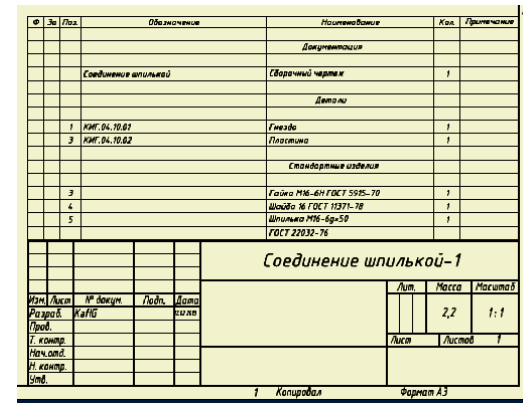 Ф За Поз. Обозначение Наименование Кол. Примечание
Документация
Соединение шпилькой Сборочный чертеж 1
Детали
1 КИГ.04.10.01 Гнездо 1
3 КИГ.04.10.02 Пластина 1
Стандартные изделия
3 Гайка М16-6Н ГОСТ 5915-70 1
4 Шайба 16 ГОСТ 11371-78 1
5 Шпилька М16-6g×50 1
ГОСТ 22032-76
Соединение шпилькой-1
Лит. Масса Масштаб
Изм. Лист № докум. Подп. Дата
Разраб. KafIG 2,2 1:1
Пров.
Т. контр. Лист Листов 1
Нач.отд.
Н. контр.
Утв.
1 Копировал Формат А3